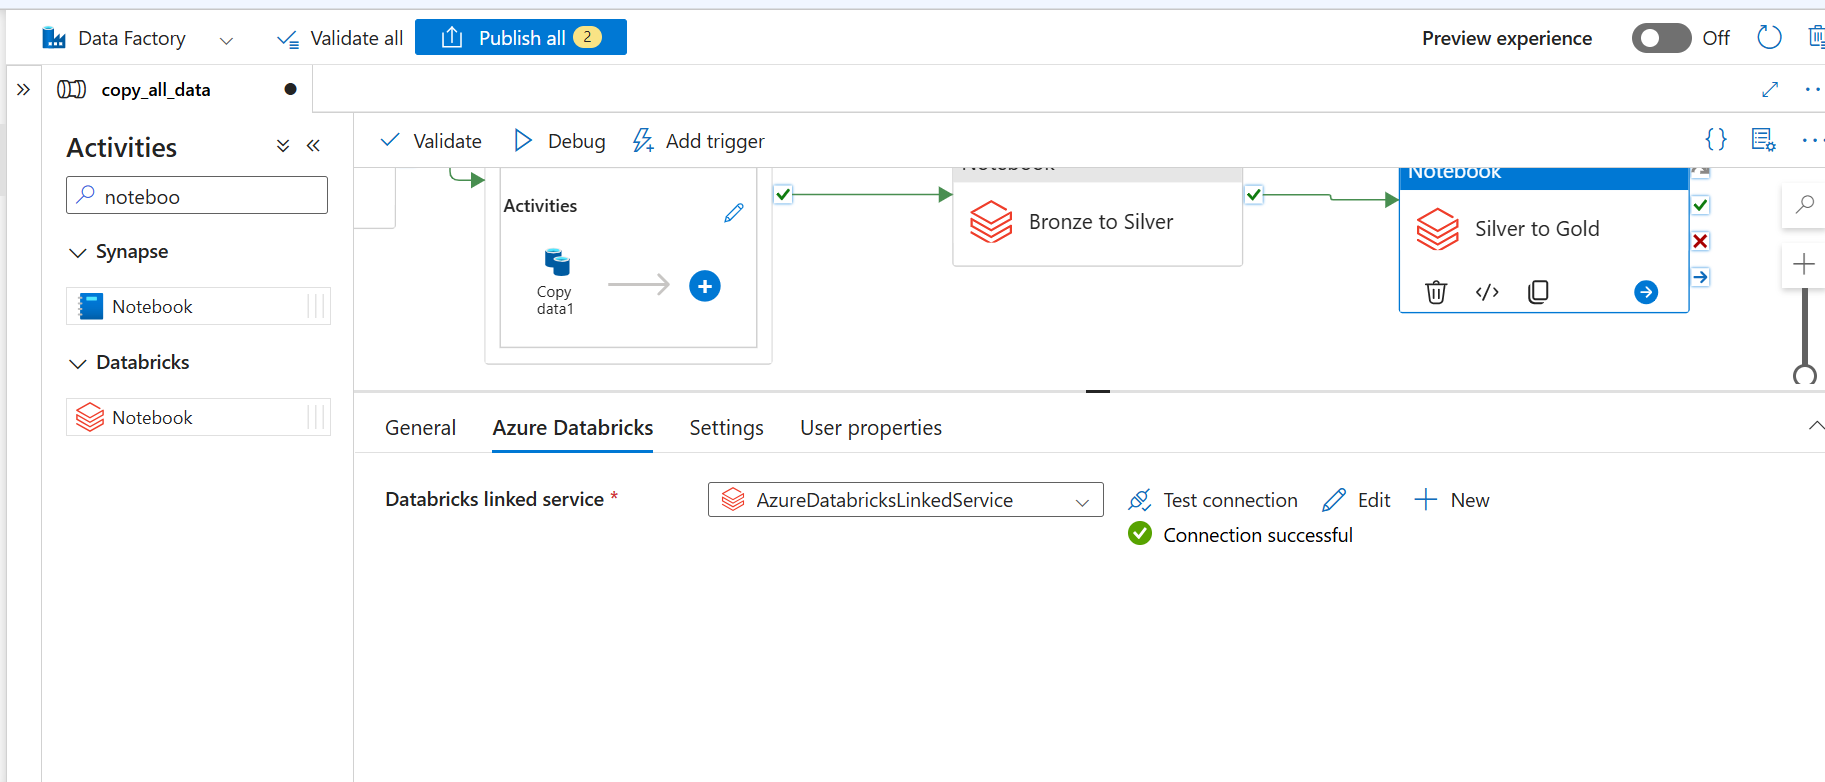 Data Factory
Validate all
Publish all 2
Preview experience
Off
copy_all_data
Activities
noteboo
Synapse
Notebook
Databricks
Notebook
Validate
Debug
Add trigger
Activities
Copy
data1
Notebook
Bronze to Silver
Notebook
Silver to Gold
General
Azure Databricks
Settings
User properties
Databricks linked service *
AzureDatabricksLinkedService
Test connection
Edit
New
Connection successful